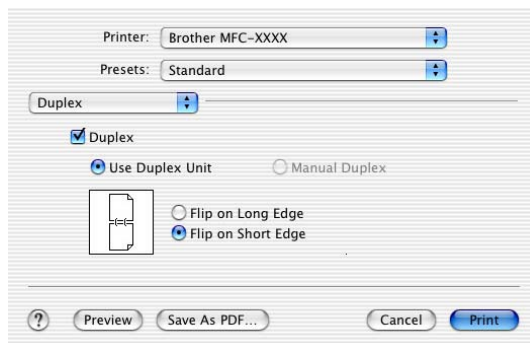 Printer: Brother MFC-XXXX
Presets: Standard
Duplex
Duplex
Use Duplex Unit Manual Duplex
Flip on Long Edge
Flip on Short Edge
? Preview Save As PDF... Cancel Print